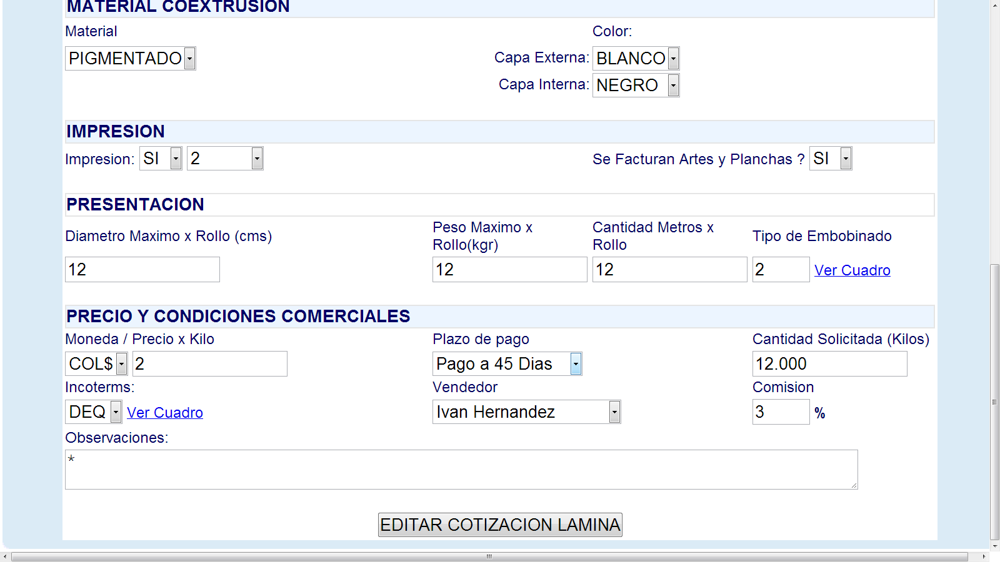 MATERIAL COEXTRUSION
Material Color:
PIGMENTADO Capa Externa: BLANCO
Capa Interna: NEGRO
IMPRESION
Impresion: SI 2 Se Facturan Artes y Planchas ? SI
PRESENTACION
Diametro Maximo x Rollo (cms) Peso Maximo x Rollo(kgr) Cantidad Metros x Rollo Tipo de Embobinado
12 12 12 2 Ver Cuadro
PRECIO Y CONDICIONES COMERCIALES
Moneda / Precio x Kilo Plazo de pago Cantidad Solicitada (Kilos)
COL$ 2 Pago a 45 Dias 12.000
Incoterms: Vendedor Comision
DEQ Ver Cuadro Ivan Hernandez 3 %
Observaciones:
*
EDITAR COTIZACION LAMINA